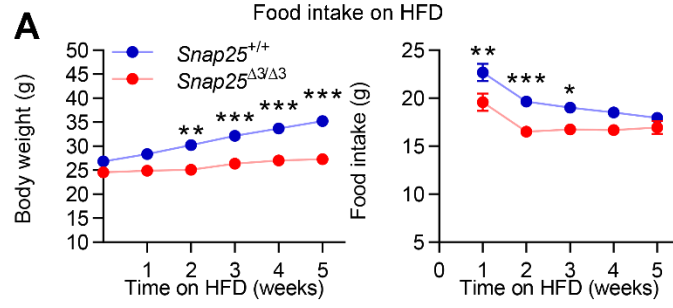 A
Food intake on HFD
Body weight (g)
50
45
40
35
30
25
20
15
10
Snap25+/+
Snap25Δ3/Δ3
**
***
***
***
1 2 3 4 5
Time on HFD (weeks)
Food intake (g)
25
20
15
10
5
**
***
*
0 1 2 3 4 5
Time on HFD (weeks)